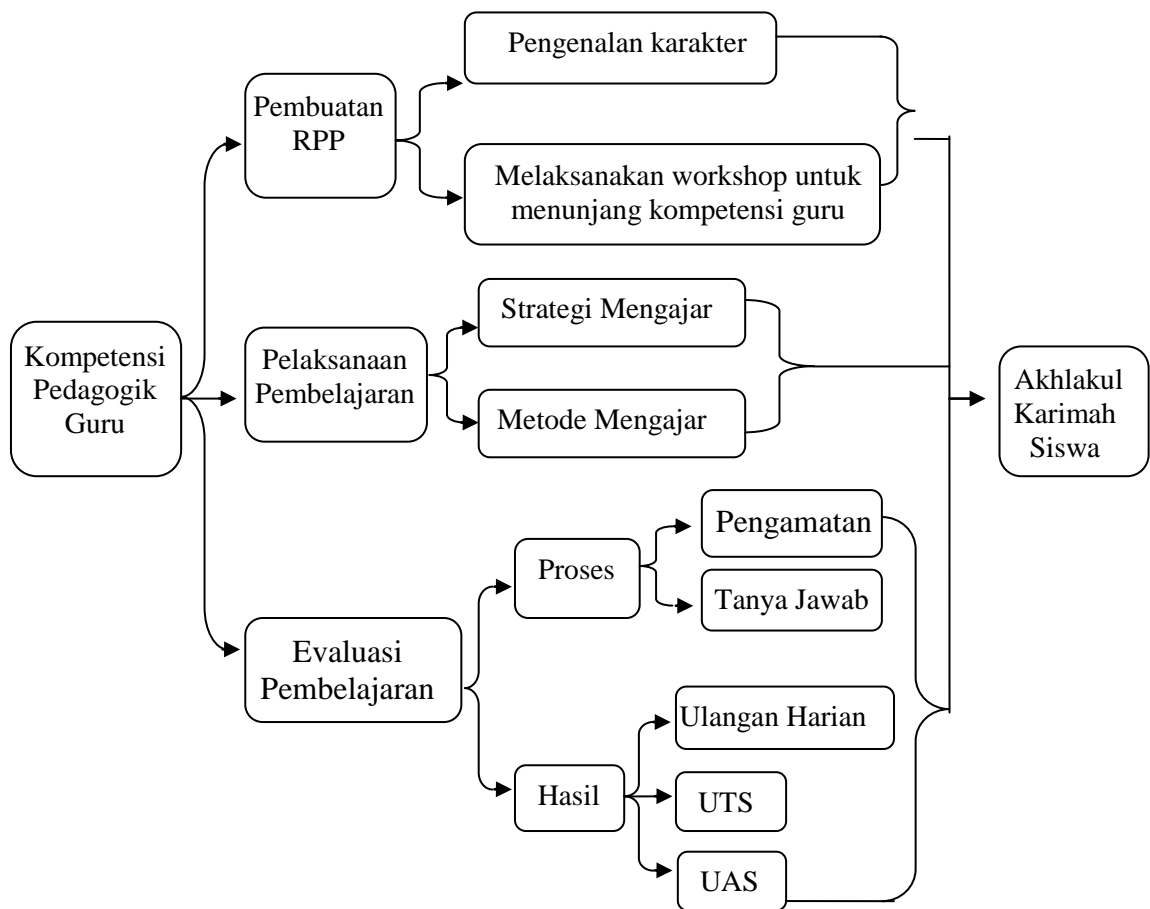 Pengenalan karakter
Pembuatan
RPP
Melaksanakan workshop untuk
menunjang kompetensi guru
Strategi Mengajar
Kompetensi
Pedagogik
Guru
Pelaksanaan
Pembelajaran
Metode Mengajar
Akhlakul
Karimah
Siswa
Pengamatan
Proses
Tanya Jawab
Evaluasi
Pembelajaran
Ulangan Harian
Hasil
UTS
UAS